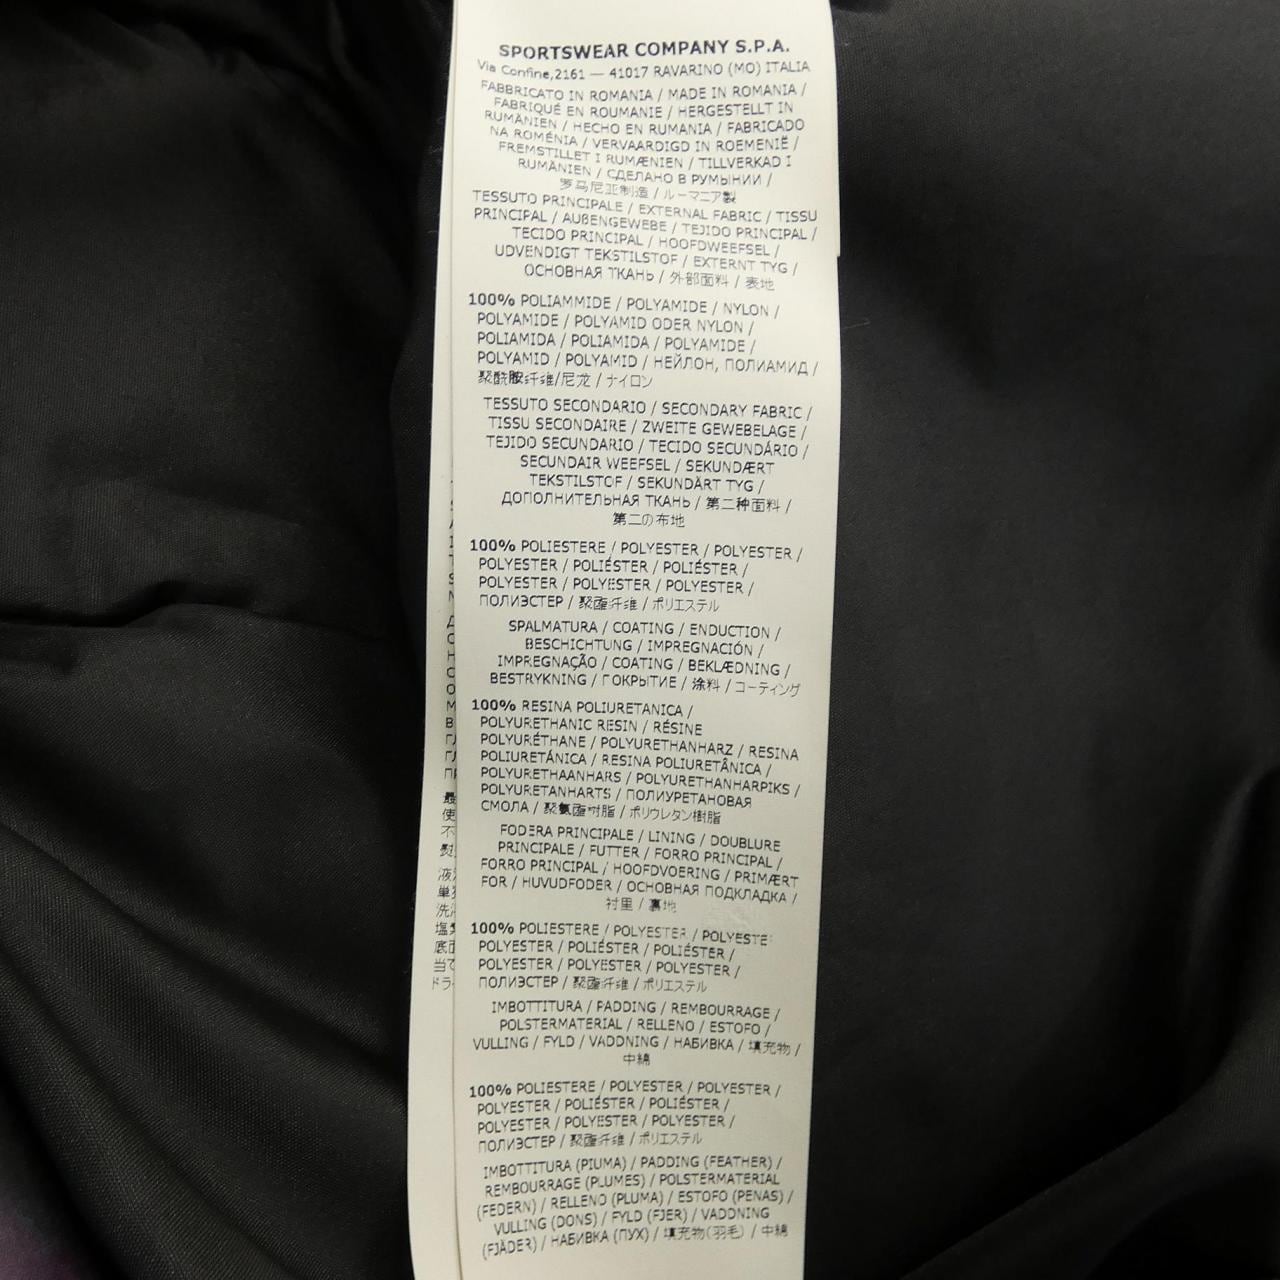 SPORTSWEAR COMPANY S.P.A.
Via Confine,2161 — 41017 RAVARINO (MO) ITALIA
FABBRICATO IN ROMANIA / MADE IN ROMANIA /
FABRIQUÉ EN ROUMANIE / HERGESTELLT IN
RUMÄNIEN / HECHO EN RUMANIA / FABRICADO
NA ROMÉNIA / VERVAARDIGD IN ROEMENIË /
FREMSTILLET I RUMÆNIEN / TILLVERKAD I
RUMÄNIEN / СДЕЛАНО В РУМЫНИИ /
罗马尼亚制造 / ルーマニア製
TESSUTO PRINCIPALE / EXTERNAL FABRIC / TISSU
PRINCIPAL / AUßENGEWEBE / TEJIDO PRINCIPAL /
TECIDO PRINCIPAL / HOOFDWEEFSEL /
UDVENDIGT TEKSTILSTOF / EXTERNT TYG /
ОСНОВНАЯ ТКАНЬ / 外部面料 / 表地
100% POLIAMMIDE / POLYAMIDE / NYLON /
POLYAMIDE / POLYAMID ODER NYLON /
POLIAMIDA / POLIAMIDA / POLYAMIDE /
POLYAMID / POLYAMID / НЕЙЛОН, ПОЛИАМИД /
聚酰胺纤维/尼龙 / ナイロン
TESSUTO SECONDARIO / SECONDARY FABRIC /
TISSU SECONDAIRE / ZWEITE GEWEBELAGE /
TEJIDO SECUNDARIO / TECIDO SECUNDÁRIO /
SECUNDAIR WEEFSEL / SEKUNDÆRT
TEKSTILSTOF / SEKUNDÄRT TYG /
ДОПОЛНИТЕЛЬНАЯ ТКАНЬ / 第二种面料 /
第二の布地
100% POLIESTERE / POLYESTER / POLYESTER /
POLYESTER / POLIÉSTER / POLIÉSTER /
POLYESTER / POLYESTER / POLYESTER /
ПОЛИЭСТЕР / 聚酯纤维 / ポリエステル
SPALMATURA / COATING / ENDUCTION /
BESCHICHTUNG / IMPREGNACIÓN /
IMPREGNAÇÃO / COATING / BEKLÆDNING /
BESTRYKNING / ПОКРЫТИЕ / 涂料 / コーティング
100% RESINA POLIURETANICA /
POLYURETHANIC RESIN / RÉSINE
POLYURÉTHANE / POLYURETHANHARZ / RESINA
POLIURETÁNICA / RESINA POLIURETÂNICA /
POLYURETHAANHARS / POLYURETHANHARPIKS /
POLYURETANHARTS / ПОЛИУРЕТАНОВАЯ
СМОЛА / 聚氨酯树脂 / ポリウレタン樹脂
FODERA PRINCIPALE / LINING / DOUBLURE
PRINCIPALE / FUTTER / FORRO PRINCIPAL /
FORRO PRINCIPAL / HOOFDVOERING / PRIMÆRT
FOR / HUVUDFODER / ОСНОВНАЯ ПОДКЛАДКА /
衬里 / 裏地
100% POLIESTERE / POLYESTER / POLYESTE
POLYESTER / POLIÉSTER / POLIÉSTER /
POLYESTER / POLYESTER / POLYESTER /
ПОЛИЭСТЕР / 聚酯纤维 / ポリエステル
IMBOTTITURA / PADDING / REMBOURRAGE /
POLSTERMATERIAL / RELLENO / ESTOFO /
VULLING / FYLD / VADDNING / НАБИВКА / 填充物 /
中綿
100% POLIESTERE / POLYESTER / POLYESTER /
POLYESTER / POLIÉSTER / POLIÉSTER /
POLYESTER / POLYESTER / POLYESTER /
ПОЛИЭСТЕР / 聚酯纤维 / ポリエステル
IMBOTTITURA (PIUMA) / PADDING (FEATHER) /
REMBOURRAGE (PLUMES) / POLSTERMATERIAL
(FEDERN) / RELLENO (PLUMA) / ESTOFO (PENAS) /
VULLING (DONS) / FYLD (FJER) / VADDNING
(FJÄDER) / НАБИВКА (ПУХ) / 填充物(羽毛) / 中綿